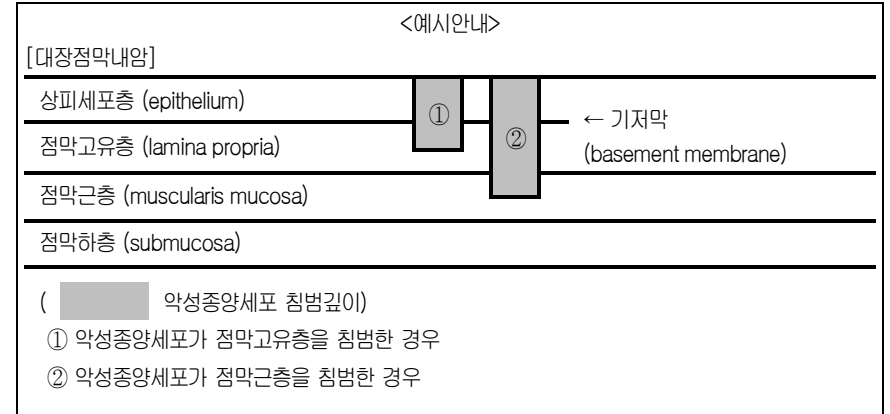 <예시안내>
[대장점막내암]
상피세포층 (epithelium)
①
← 기저막
②
점막고유층 (lamina propria)
(basement membrane)
점막근층 (muscularis mucosa)
점막하층 (submucosa)
( 악성종양세포 침범깊이)
① 악성종양세포가 점막고유층을 침범한 경우
② 악성종양세포가 점막근층을 침범한 경우